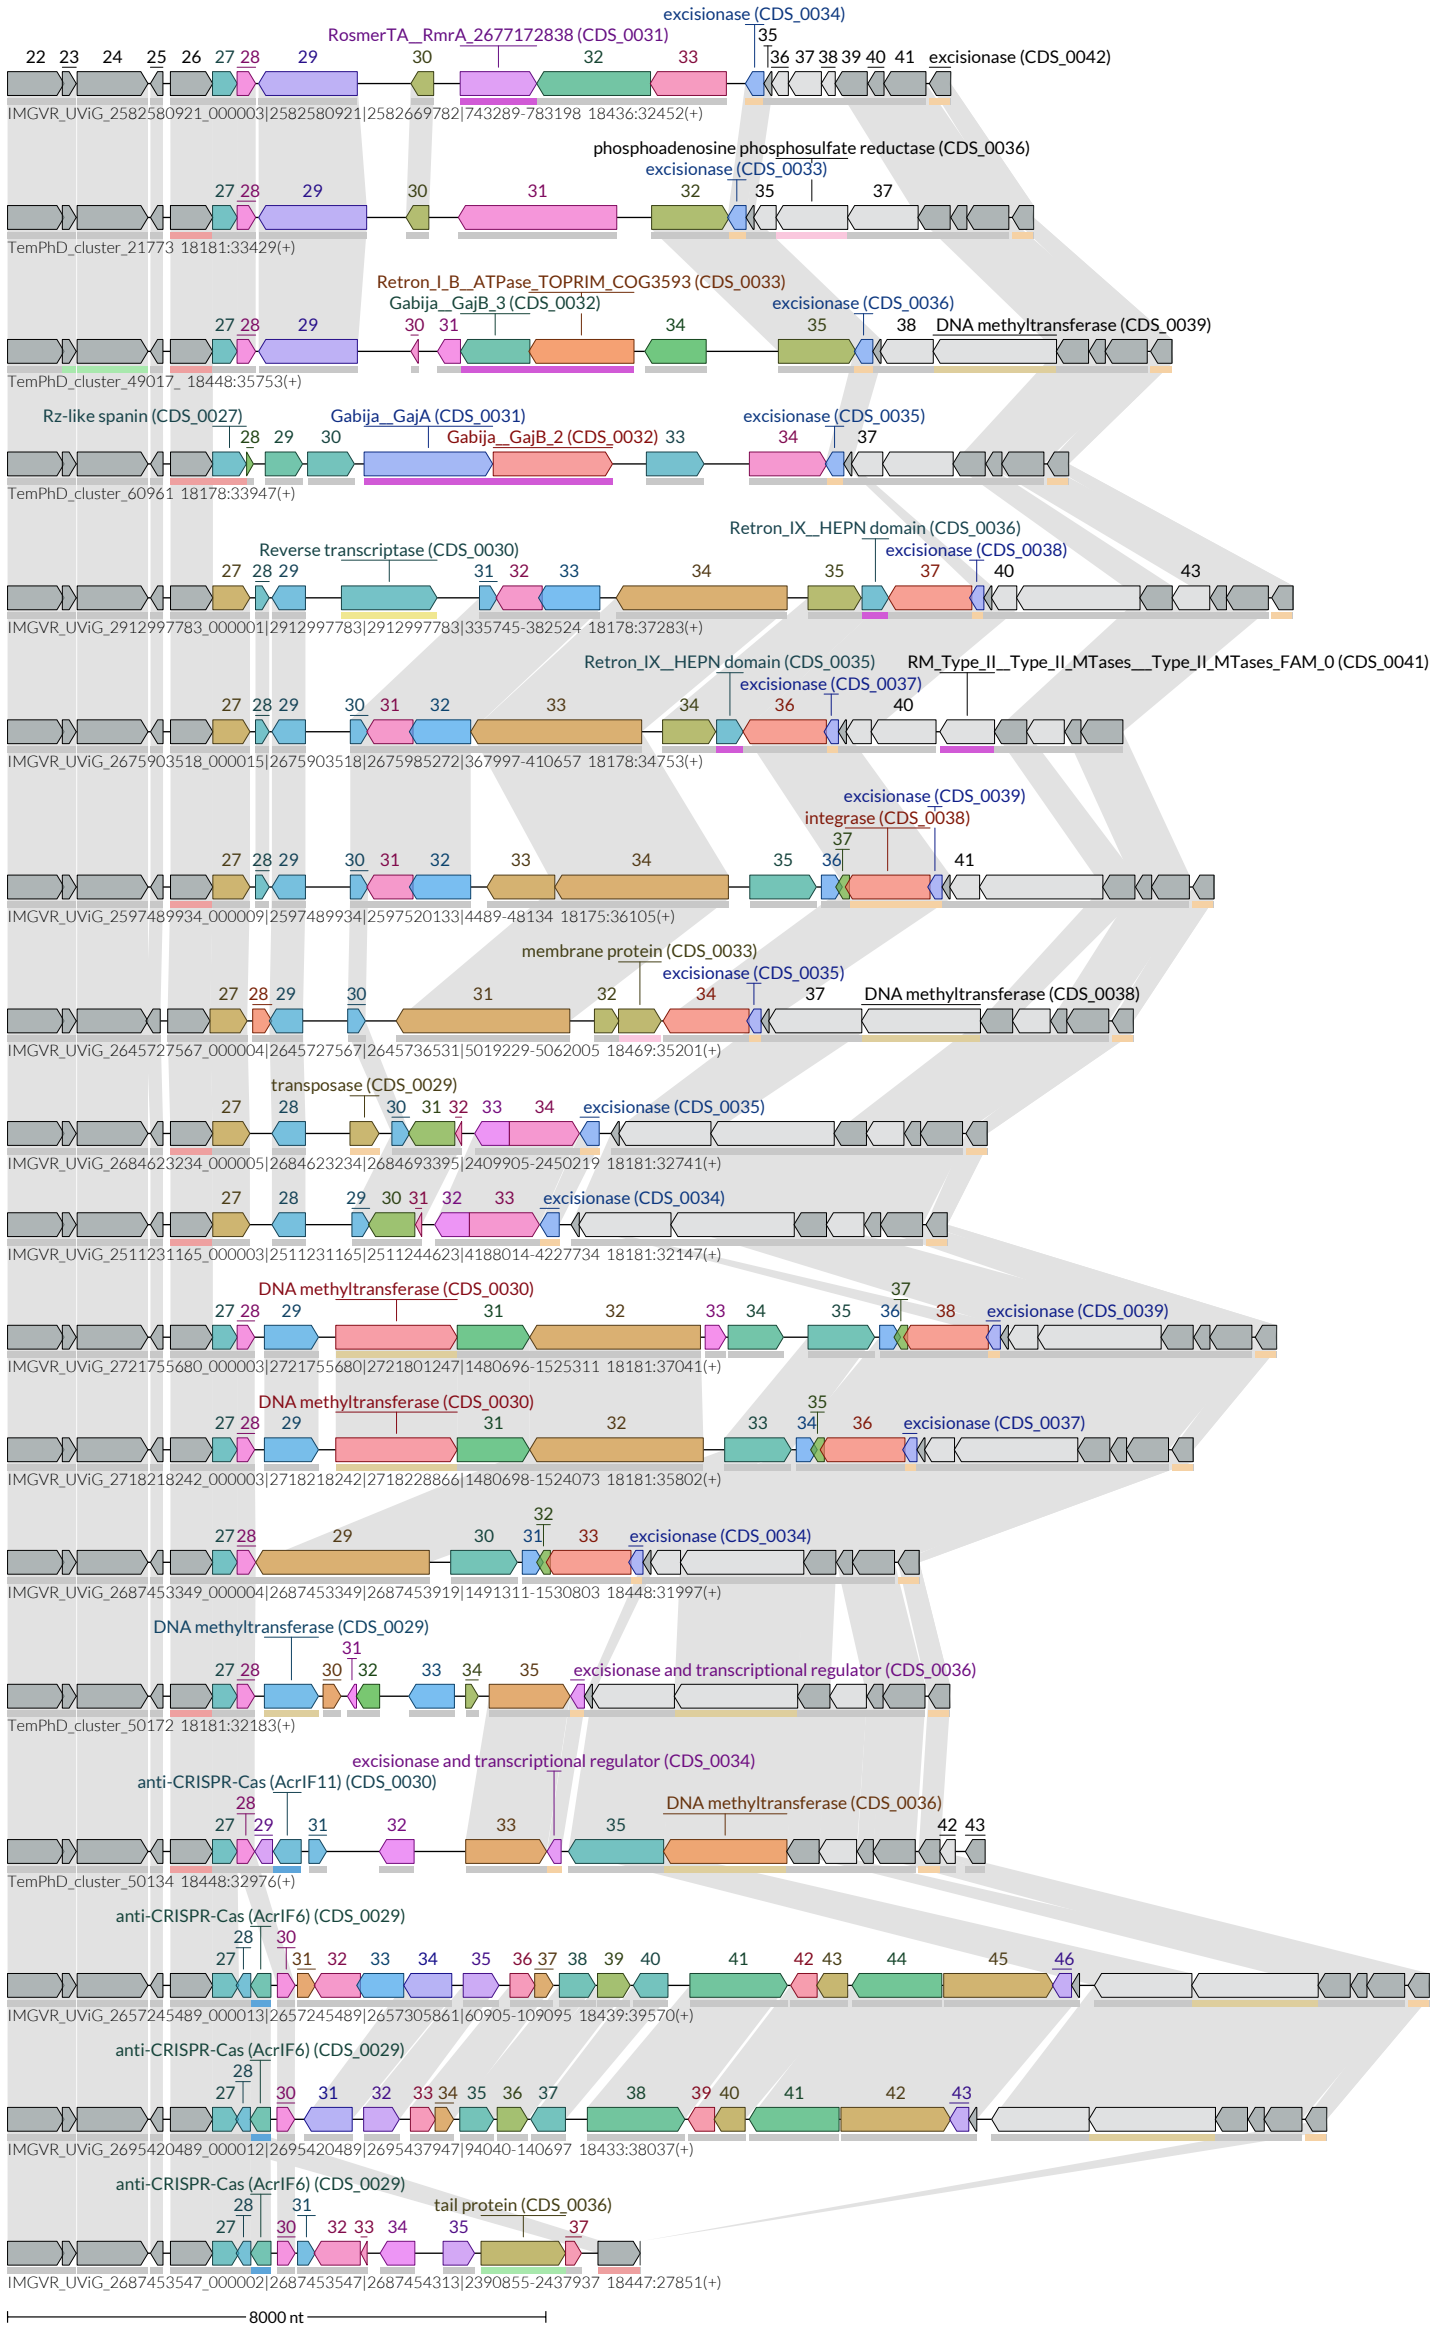 excisionase (CDS_0034)
RosmerTA__RmrA_2677172838 (CDS_0031) 35
22 23 24 25 26 27 28 29 30 32 33 36 37 38 39 40 41 excisionase (CDS_0042)
IMGVR_UViG_2582580921_000003|2582580921|2582669782|743289-783198 18436:32452(+)
phosphoadenosine phosphosulfate reductase (CDS_0036)
excisionase (CDS_0033)
27 28 29 30 31 32 35 37
TemPhD_cluster_21773 18181:33429(+)
Retron_I_B__ATPase_TOPRIM_COG3593 (CDS_0033)
Gabija__GajB_3 (CDS_0032) excisionase (CDS_0036)
27 28 29 30 31 34 35 38 DNA methyltransferase (CDS_0039)
TemPhD_cluster_49017_ 18448:35753(+)
Rz-like spanin (CDS_0027) Gabija__GajA (CDS_0031) excisionase (CDS_0035)
28 29 30 Gabija__GajB_2 (CDS_0032) 33 34 37
TemPhD_cluster_60961 18178:33947(+)
Retron_IX__HEPN domain (CDS_0036)
Reverse transcriptase (CDS_0030) excisionase (CDS_0038)
27 28 29 31 32 33 34 35 37 40 43
IMGVR_UViG_2912997783_000001|2912997783|2912997783|335745-382524 18178:37283(+)
Retron_IX__HEPN domain (CDS_0035) RM_Type_II__Type_II_MTases__Type_II_MTases_FAM_0 (CDS_0041)
excisionase (CDS_0037)
27 28 29 30 31 32 33 34 36 40
IMGVR_UViG_2675903518_000015|2675903518|2675985272|367997-410657 18178:34753(+)
excisionase (CDS_0039)
integrase (CDS_0038)
37
27 28 29 30 31 32 33 34 35 36 41
IMGVR_UViG_2597489934_000009|2597489934|2597520133|4489-48134 18175:36105(+)
membrane protein (CDS_0033)
excisionase (CDS_0035)
27 28 29 30 31 32 34 37 DNA methyltransferase (CDS_0038)
IMGVR_UViG_2645727567_000004|2645727567|2645736531|5019229-5062005 18469:35201(+)
transposase (CDS_0029)
27 28 30 31 32 33 34 excisionase (CDS_0035)
IMGVR_UViG_2684623234_000005|2684623234|2684693395|2409905-2450219 18181:32741(+)
27 28 29 30 31 32 33 excisionase (CDS_0034)
IMGVR_UViG_2511231165_000003|2511231165|2511244623|4188014-4227734 18181:32147(+)
DNA methyltransferase (CDS_0030) 37
27 28 29 31 32 33 34 35 36 38 excisionase (CDS_0039)
IMGVR_UViG_2721755680_000003|2721755680|2721801247|1480696-1525311 18181:37041(+)
DNA methyltransferase (CDS_0030) 35
27 28 29 31 32 33 34 36 excisionase (CDS_0037)
IMGVR_UViG_2718218242_000003|2718218242|2718228866|1480698-1524073 18181:35802(+)
32
27 28 29 30 31 33 excisionase (CDS_0034)
IMGVR_UViG_2687453349_000004|2687453349|2687453919|1491311-1530803 18448:31997(+)
DNA methyltransferase (CDS_0029)
31
27 28 30 32 33 34 35 excisionase and transcriptional regulator (CDS_0036)
TemPhD_cluster_50172 18181:32183(+)
excisionase and transcriptional regulator (CDS_0034)
anti-CRISPR-Cas (AcrIF11) (CDS_0030)
28 DNA methyltransferase (CDS_0036)
27 29 31 32 33 35 42 43
TemPhD_cluster_50134 18448:32976(+)
anti-CRISPR-Cas (AcrIF6) (CDS_0029)
28 30
27 31 32 33 34 35 36 37 38 39 40 41 42 43 44 45 46
IMGVR_UViG_2657245489_000013|2657245489|2657305861|60905-109095 18439:39570(+)
anti-CRISPR-Cas (AcrIF6) (CDS_0029)
28
27 30 31 32 33 34 35 36 37 38 39 40 41 42 43
IMGVR_UViG_2695420489_000012|2695420489|2695437947|94040-140697 18433:38037(+)
anti-CRISPR-Cas (AcrIF6) (CDS_0029)
28 31 tail protein (CDS_0036)
27 30 32 33 34 35 37
IMGVR_UViG_2687453547_000002|2687453547|2687454313|2390855-2437937 18447:27851(+)
8000 nt